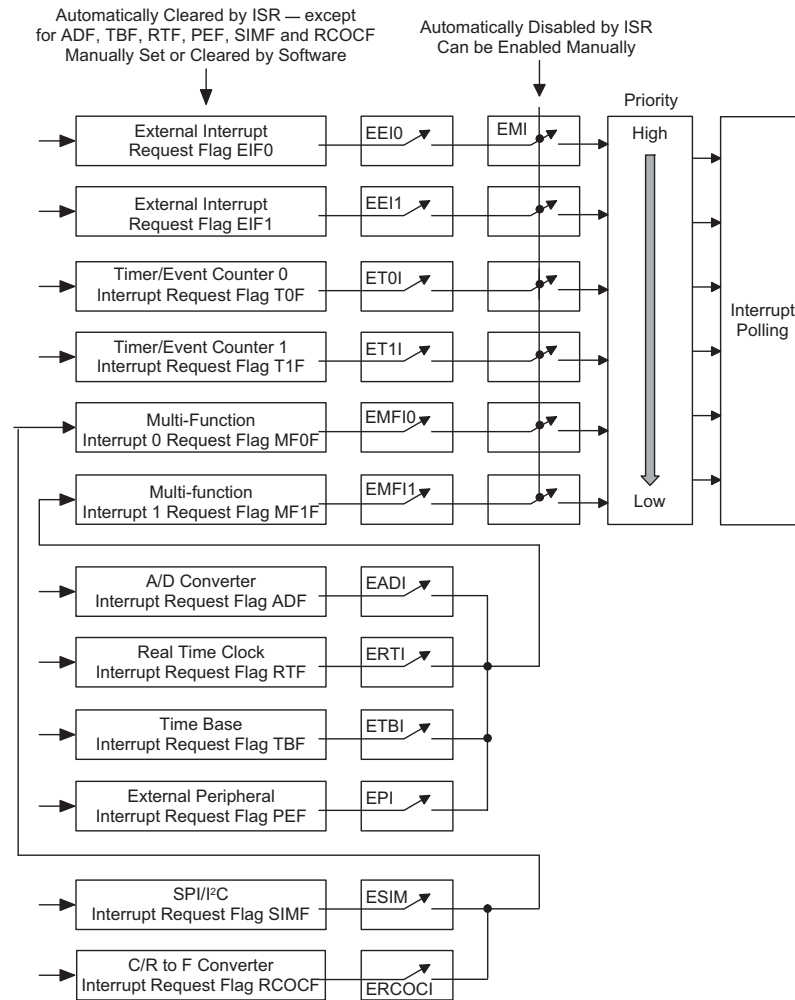 Automatically Cleared by ISR — except
for ADF, TBF, RTF, PEF, SIMF and RCOCF
Manually Set or Cleared by Software
Automatically Disabled by ISR
Can be Enabled Manually
Priority
External Interrupt
Request Flag EIF0
EEI0
EMI
High
External Interrupt
Request Flag EIF1
EEI1
Timer/Event Counter 0
Interrupt Request Flag T0F
ET0I
Interrupt
Polling
Timer/Event Counter 1
Interrupt Request Flag T1F
ET1I
Multi-Function
Interrupt 0 Request Flag MF0F
EMFI0
Multi-function
Interrupt 1 Request Flag MF1F
EMFI1
Low
A/D Converter
Interrupt Request Flag ADF
EADI
Real Time Clock
Interrupt Request Flag RTF
ERTI
Time Base
Interrupt Request Flag TBF
ETBI
External Peripheral
Interrupt Request Flag PEF
EPI
SPI/I²C
Interrupt Request Flag SIMF
ESIM
C/R to F Converter
Interrupt Request Flag RCOCF
ERCOCI